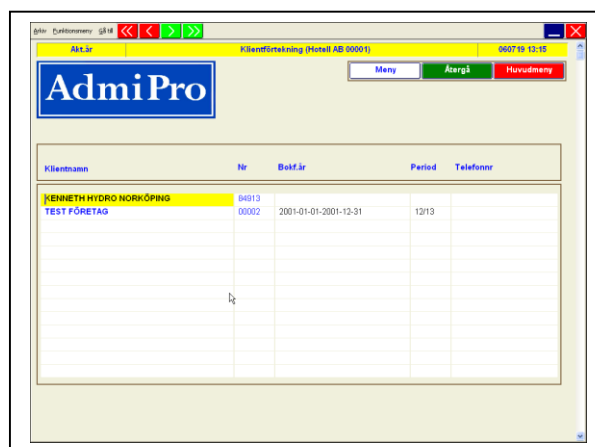 Arkiv Funktionsmeny Gå till
Akt.år Klientförtekning (Hotell AB 00001) 060719 13:15
Meny Återgå Huvudmeny
AdmiPro
Klientnamn Nr Bokf.år Period Telefonnr
KENNETH HYDRO NORKÖPING 84913
TEST FÖRETAG 00002 2001-01-01-2001-12-31 12/13